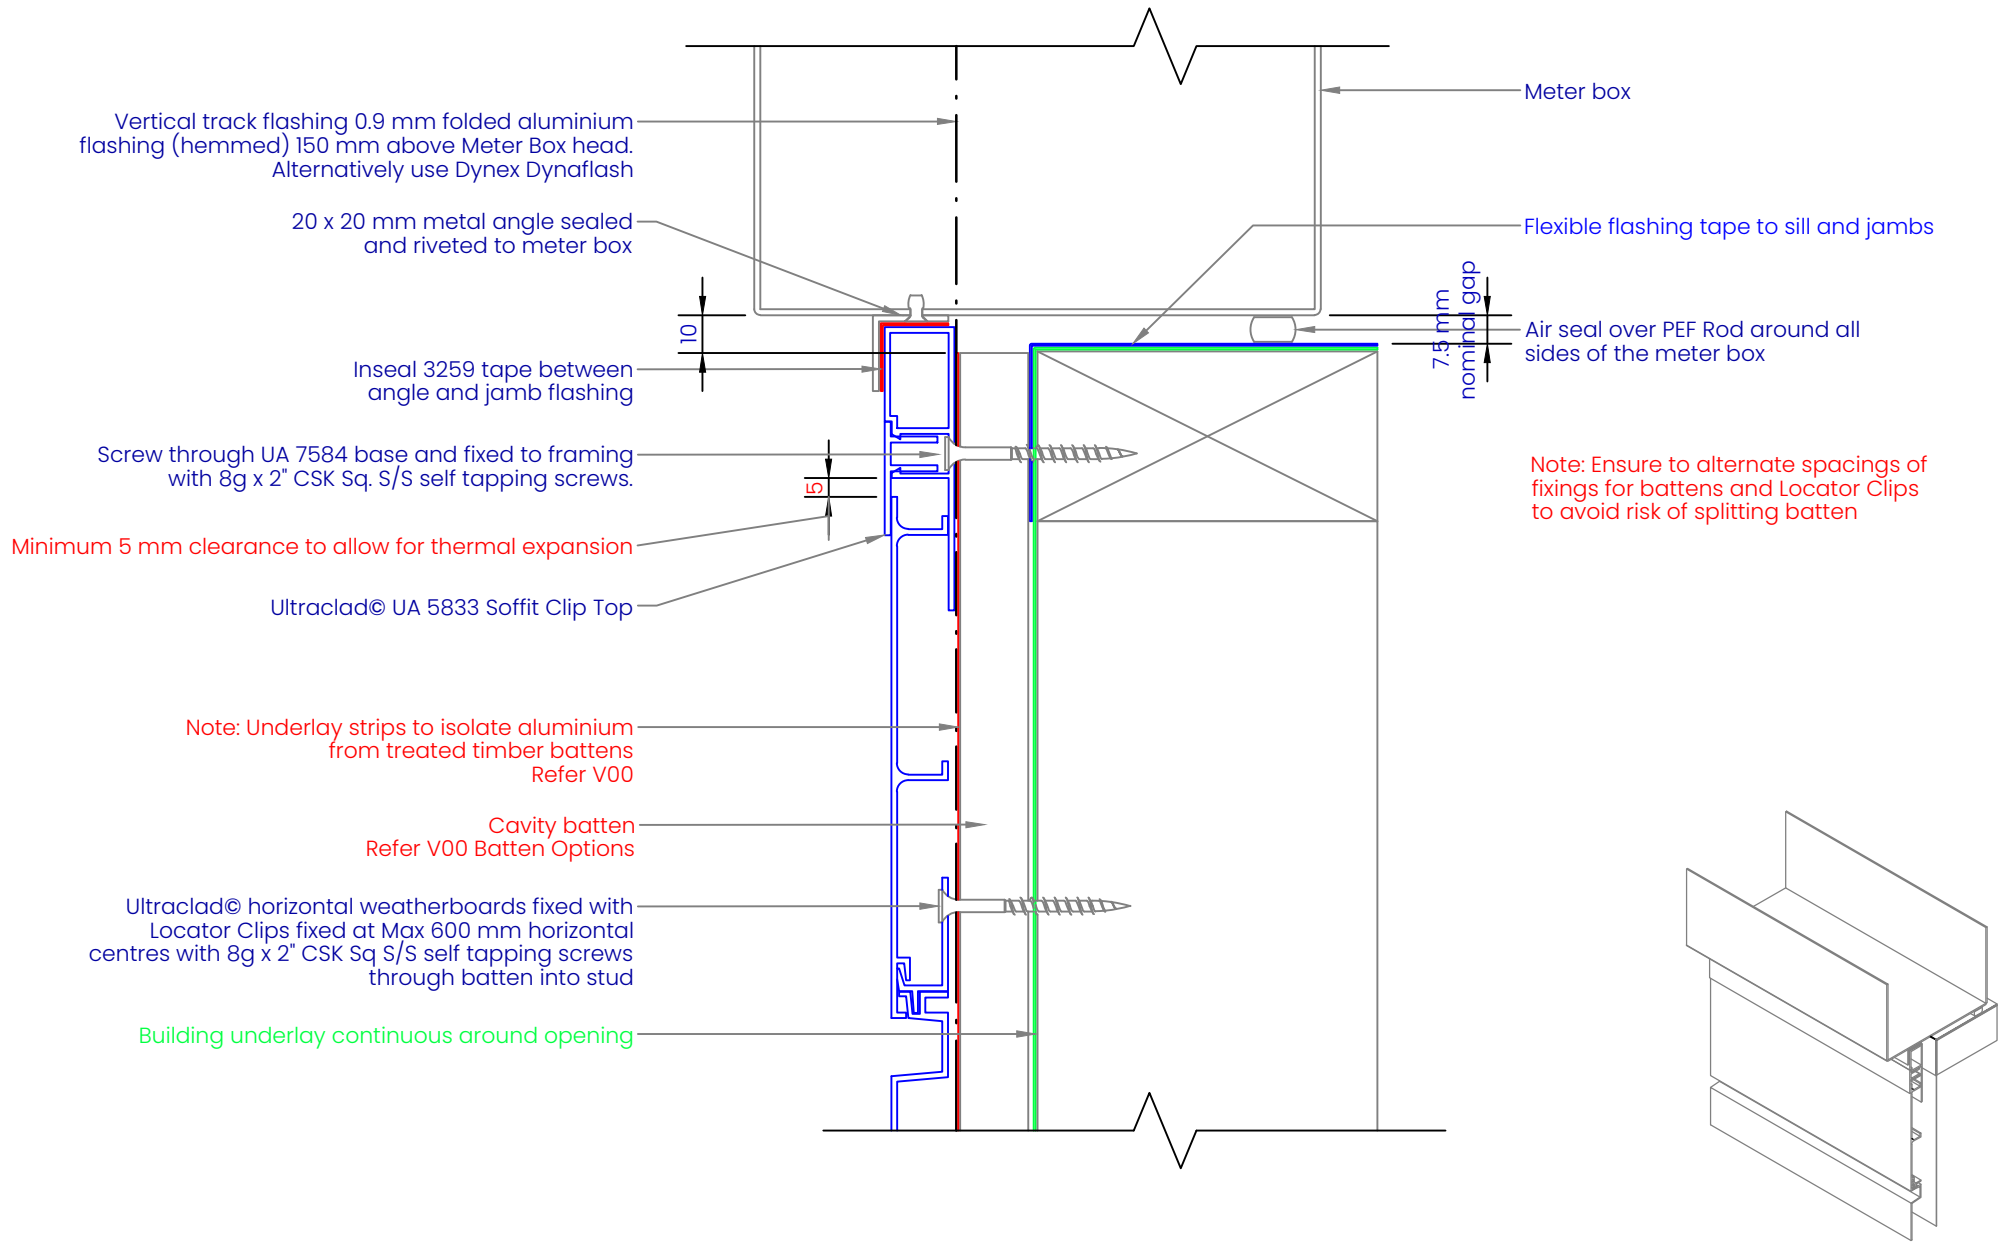 Vertical track flashing 0.9 mm folded aluminium
flashing (hemmed) 150 mm above Meter Box head.
Alternatively use Dynex Dynaflash
20 x 20 mm metal angle sealed
and riveted to meter box
10
Inseal 3259 tape between
angle and jamb flashing
Screw through UA 7584 base and fixed to framing
with 8g x 2" CSK Sq. S/S self tapping screws.
5
Minimum 5 mm clearance to allow for thermal expansion
Ultraclad© UA 5833 Soffit Clip Top
Note: Underlay strips to isolate aluminium
from treated timber battens
Refer V00
Cavity batten
Refer V00 Batten Options
Ultraclad© horizontal weatherboards fixed with
Locator Clips fixed at Max 600 mm horizontal
centres with 8g x 2" CSK Sq S/S self tapping screws
through batten into stud
Building underlay continuous around opening
Meter box
Flexible flashing tape to sill and jambs
7.5 mm
nominal gap
Air seal over PEF Rod around all
sides of the meter box
Note: Ensure to alternate spacings of
fixings for battens and Locator Clips
to avoid risk of splitting batten